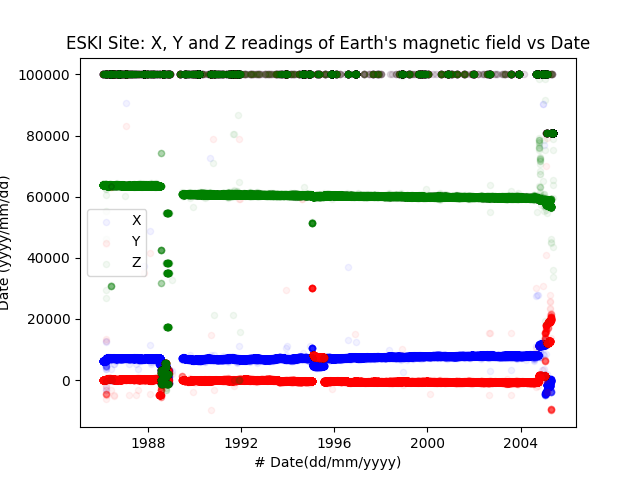 ESKI Site: X, Y and Z readings of Earth's magnetic field vs Date
100000
80000
60000
40000
20000
0
Date (yyyy/mm/dd)
X
Y
Z
1988
1992
1996
2000
2004
# Date(dd/mm/yyyy)